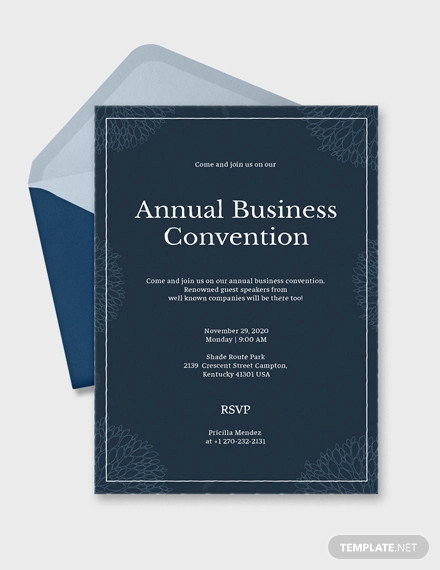 Come and join us on our
Annual Business
Convention
Come and join us on our annual business convention.
Renowned guest speakers from
well known companies will be there too!
November 29, 2020
Monday | 9:00 AM
Shade Route Park
2139 Crescent Street Campton,
Kentucky 41301 USA
RSVP
Pricilla Mendez
at +1 270-232-2131
TEMPLATE.NET